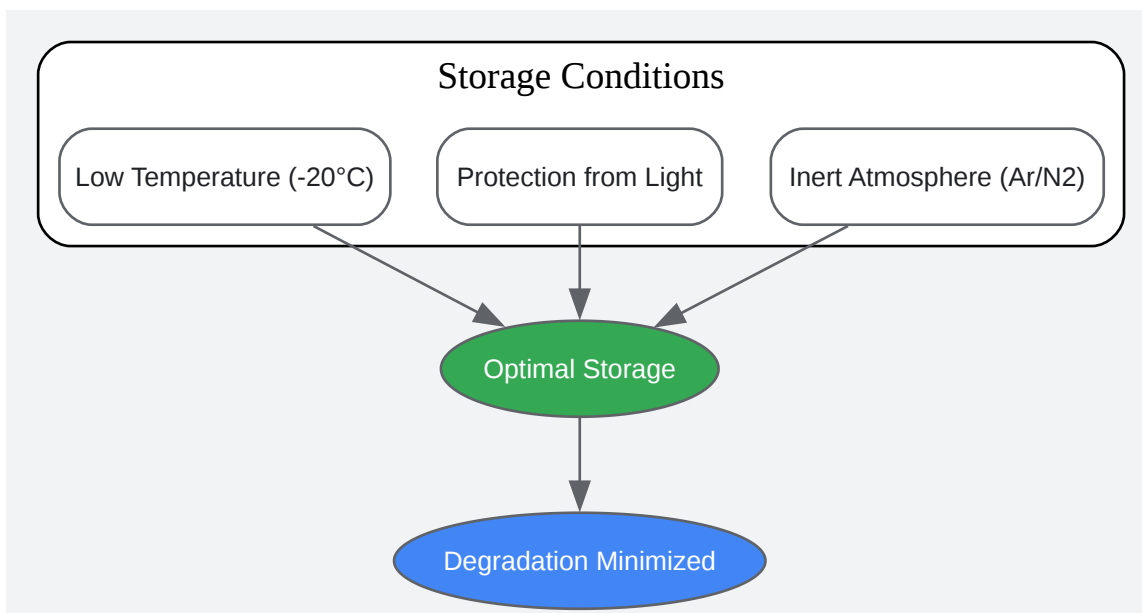 Storage Conditions
Low Temperature (-20°C)
Protection from Light
Inert Atmosphere (Ar/N2)
Optimal Storage
Degradation Minimized